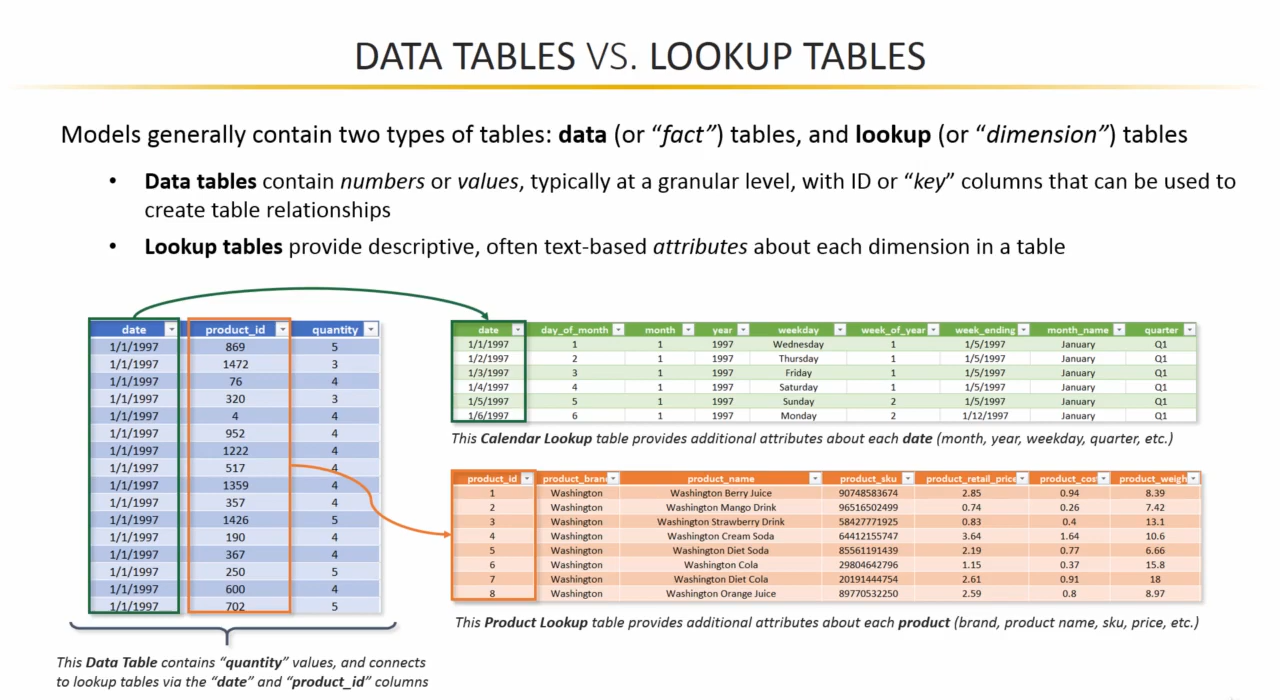 DATA TABLES VS. LOOKUP TABLES
Models generally contain two types of tables: data (or “fact”) tables, and lookup (or “dimension”) tables
• Data tables contain numbers or values, typically at a granular level, with ID or “key” columns that can be used to
create table relationships
• Lookup tables provide descriptive, often text-based attributes about each dimension in a table
date product_id quantity
1/1/1997 869 5
1/1/1997 1472 3
1/1/1997 76 4
1/1/1997 320 3
1/1/1997 4 4
1/1/1997 952 4
1/1/1997 1222 4
1/1/1997 517 4
1/1/1997 1359 4
1/1/1997 357 4
1/1/1997 1426 5
1/1/1997 190 4
1/1/1997 367 4
1/1/1997 250 5
1/1/1997 600 4
1/1/1997 702 5
This Data Table contains “quantity” values, and connects
to lookup tables via the “date” and “product_id” columns
date day_of_month month year weekday week_of_year week_ending month_name quarter
1/1/1997 1 1 1997 Wednesday 1 1/5/1997 January Q1
1/2/1997 2 1 1997 Thursday 1 1/5/1997 January Q1
1/3/1997 3 1 1997 Friday 1 1/5/1997 January Q1
1/4/1997 4 1 1997 Saturday 1 1/5/1997 January Q1
1/5/1997 5 1 1997 Sunday 2 1/5/1997 January Q1
1/6/1997 6 1 1997 Monday 2 1/12/1997 January Q1
This Calendar Lookup table provides additional attributes about each date (month, year, weekday, quarter, etc.)
product_id product_bran product_name product_sku product_retail_price product_cos product_weigh
1 Washington Washington Berry Juice 90748583674 2.85 0.94 8.39
2 Washington Washington Mango Drink 96516502499 0.74 0.26 7.42
3 Washington Washington Strawberry Drink 58427771925 0.83 0.4 13.1
4 Washington Washington Cream Soda 64412155747 3.64 1.64 10.6
5 Washington Washington Diet Soda 85561191439 2.19 0.77 6.66
6 Washington Washington Cola 29804642796 1.15 0.37 15.8
7 Washington Washington Diet Cola 20191444754 2.61 0.91 18
8 Washington Washington Orange Juice 89770532250 2.59 0.8 8.97
This Product Lookup table provides additional attributes about each product (brand, product name, sku, price, etc.)